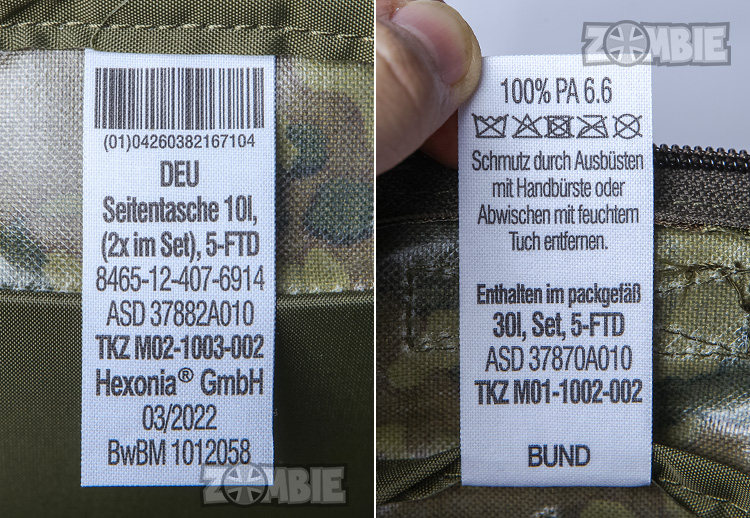 (01)04260382167104
DEU
Seitentasche 10l,
(2x im Set), 5-FTD
8465-12-407-6914
ASD 37882A010
TKZ M02-1003-002
Hexonia® GmbH
03/2022
BwBM 1012058
ZOMBIE
ZOMBIE
100% PA 6.6
Schmutz durch Ausbüsten
mit Handbürste oder
Abwischen mit feuchtem
Tuch entfernen.
Enthalten im packgefäß
30l, Set, 5-FTD
ASD 37870A010
TKZ M01-1002-002
BUND